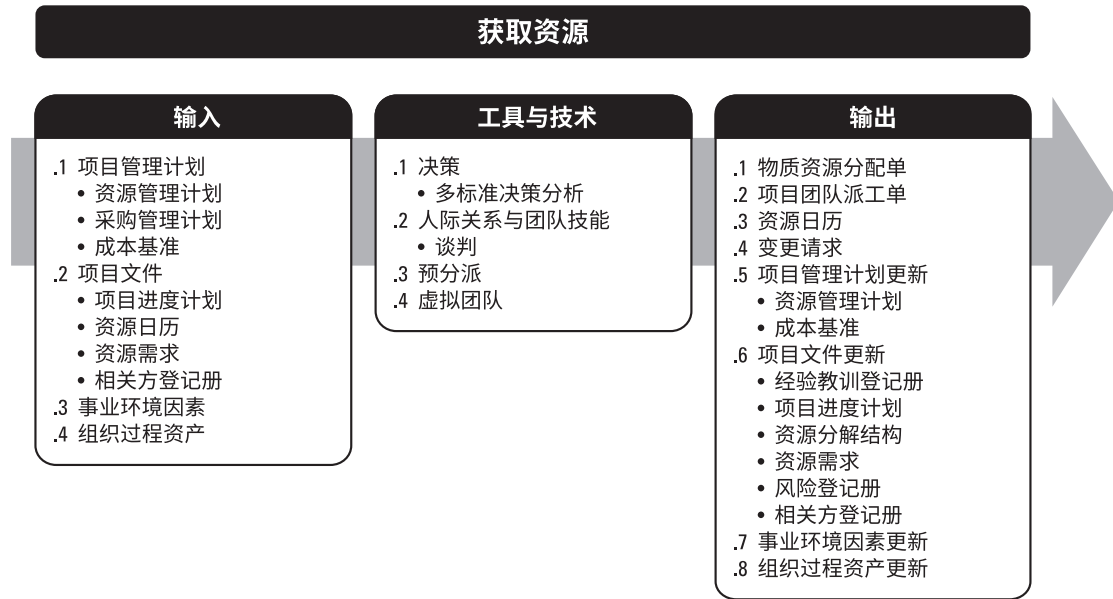 获取资源
输入
.1 项目管理计划
• 资源管理计划
• 采购管理计划
• 成本基准
.2 项目文件
• 项目进度计划
• 资源日历
• 资源需求
• 相关方登记册
.3 事业环境因素
.4 组织过程资产
工具与技术
.1 决策
• 多标准决策分析
.2 人际关系与团队技能
• 谈判
.3 预分派
.4 虚拟团队
输出
.1 物质资源分配单
.2 项目团队派工单
.3 资源日历
.4 变更请求
.5 项目管理计划更新
• 资源管理计划
• 成本基准
.6 项目文件更新
• 经验教训登记册
• 项目进度计划
• 资源分解结构
• 资源需求
• 风险登记册
• 相关方登记册
.7 事业环境因素更新
.8 组织过程资产更新